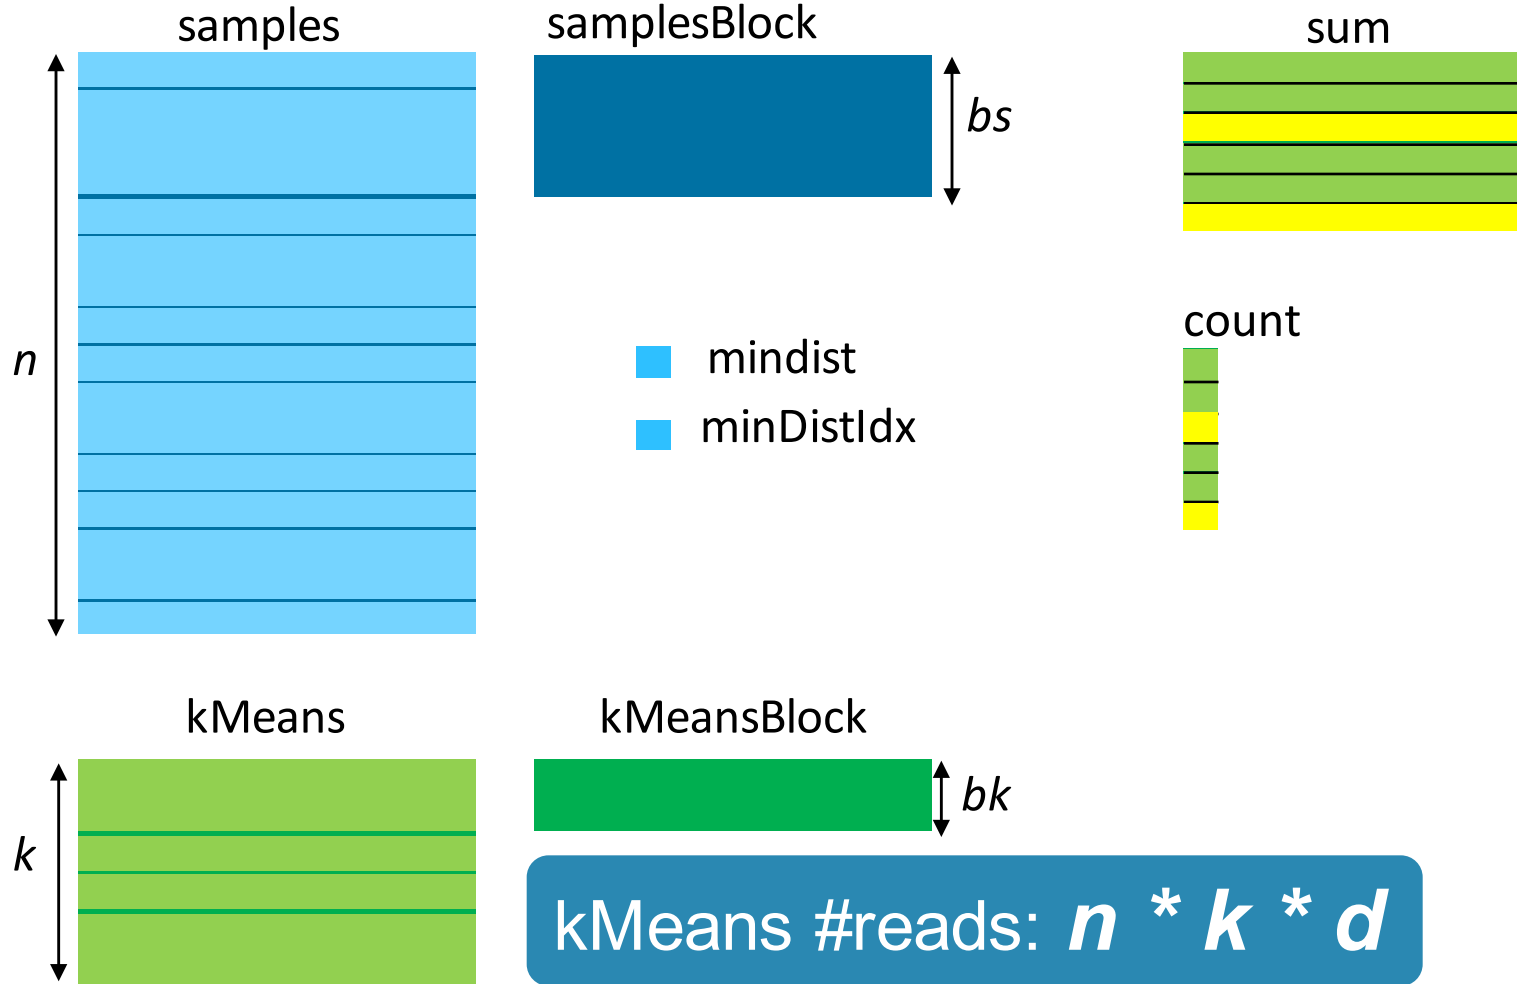 samples
samplesBlock
sum
bs
n
count
mindist
minDistIdx
kMeans
kMeansBlock
k
bk
kMeans #reads: n * k * d